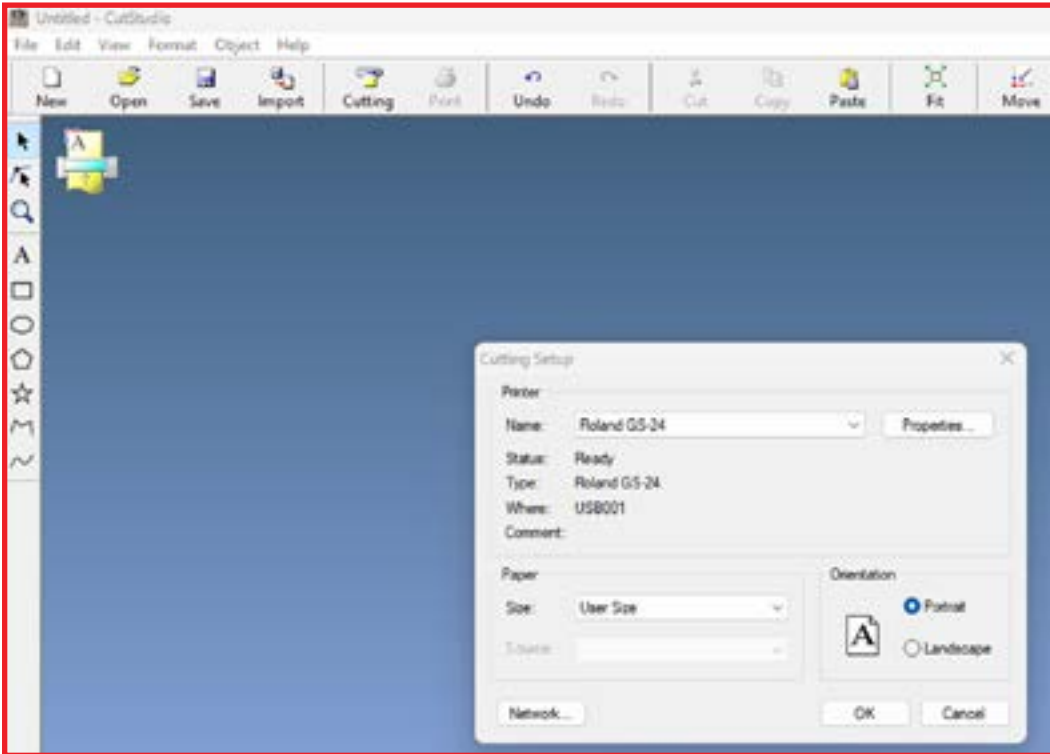 Untitled - CutStudio
File Edit View Format Object Help
New Open Save Import Cutting Print Undo Redo Cut Copy Paste Fit Move
A
A
Cutting Setup
Printer
Name: Roland GS-24 Properties...
Status: Ready
Type: Roland GS-24
Where: USB001
Comment:
Paper
Size: User Size
Source:
Orientation
A
Portrait
Landscape
Network... OK Cancel